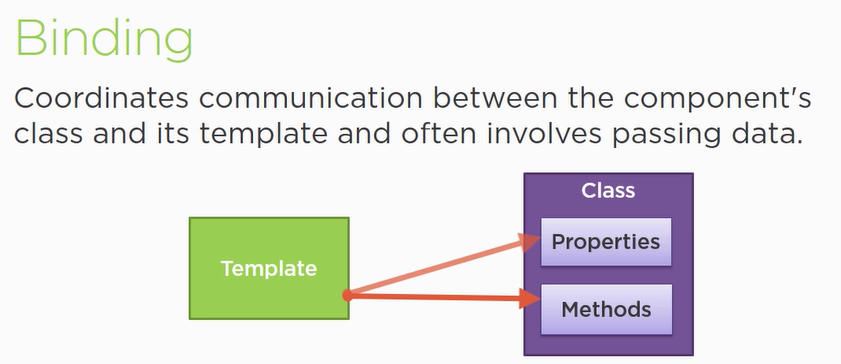 Binding
Coordinates communication between the component's
class and its template and often involves passing data.
Class
Properties
Template
Methods